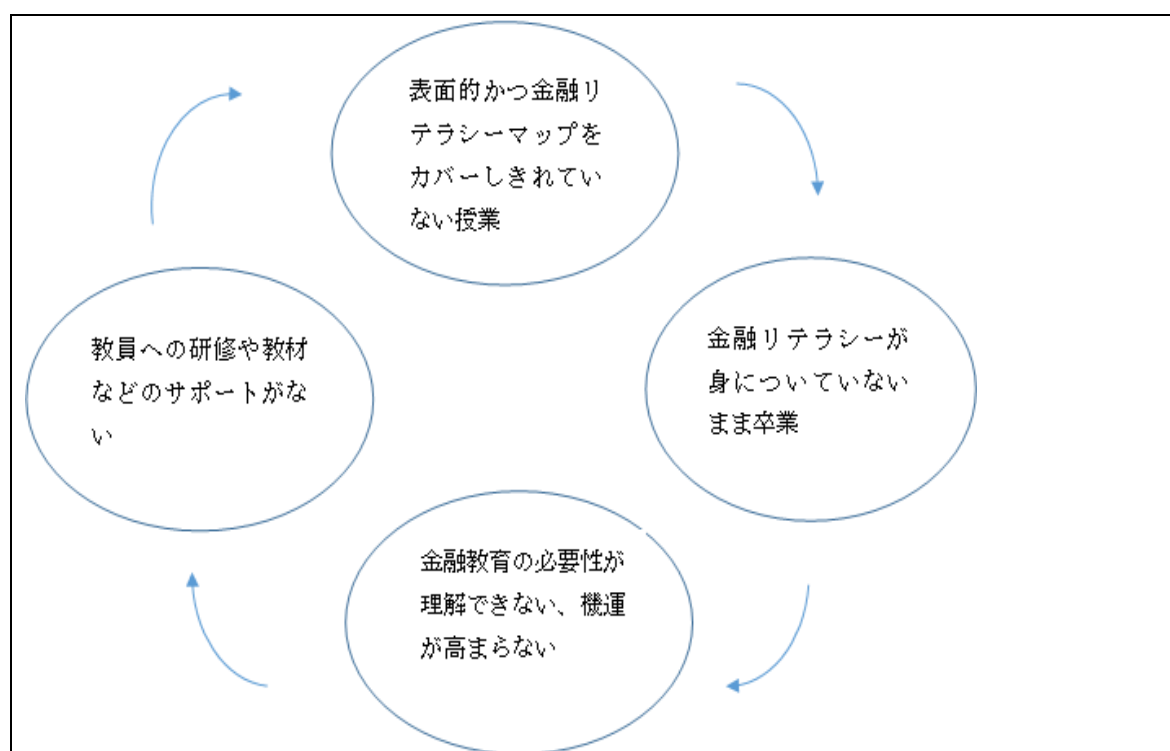 表面的かつ金融リ
テラシーマップを
カバーしきれてい
ない授業
教員への研修や教材
などのサポートがな
い
金融リテラシーが
身についていない
まま卒業
金融教育の必要性が
理解できない、機運
が高まらない